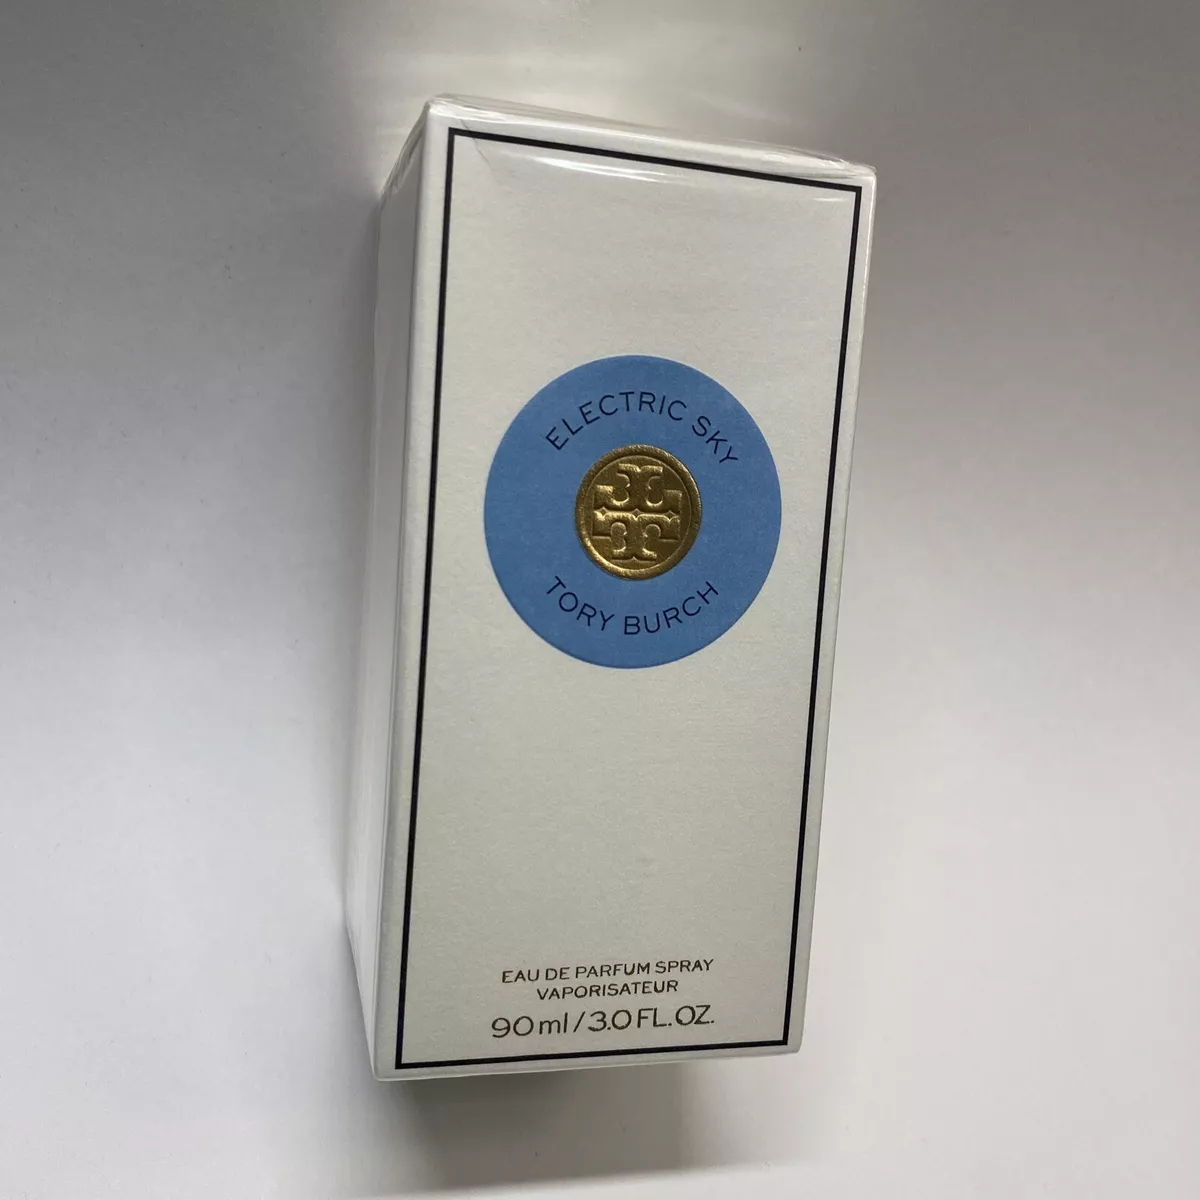 ELECTRIC SKY
TORY BURCH
EAU DE PARFUM SPRAY
VAPORISATEUR
90 ml / 3.0 FL. OZ.